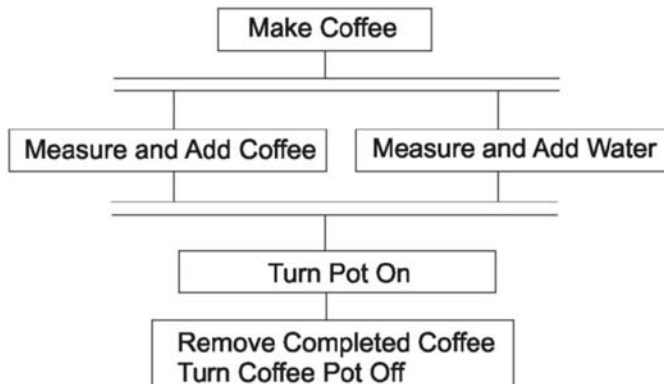 Make Coffee
Measure and Add Coffee
Measure and Add Water
Turn Pot On
Remove Completed Coffee
Turn Coffee Pot Off